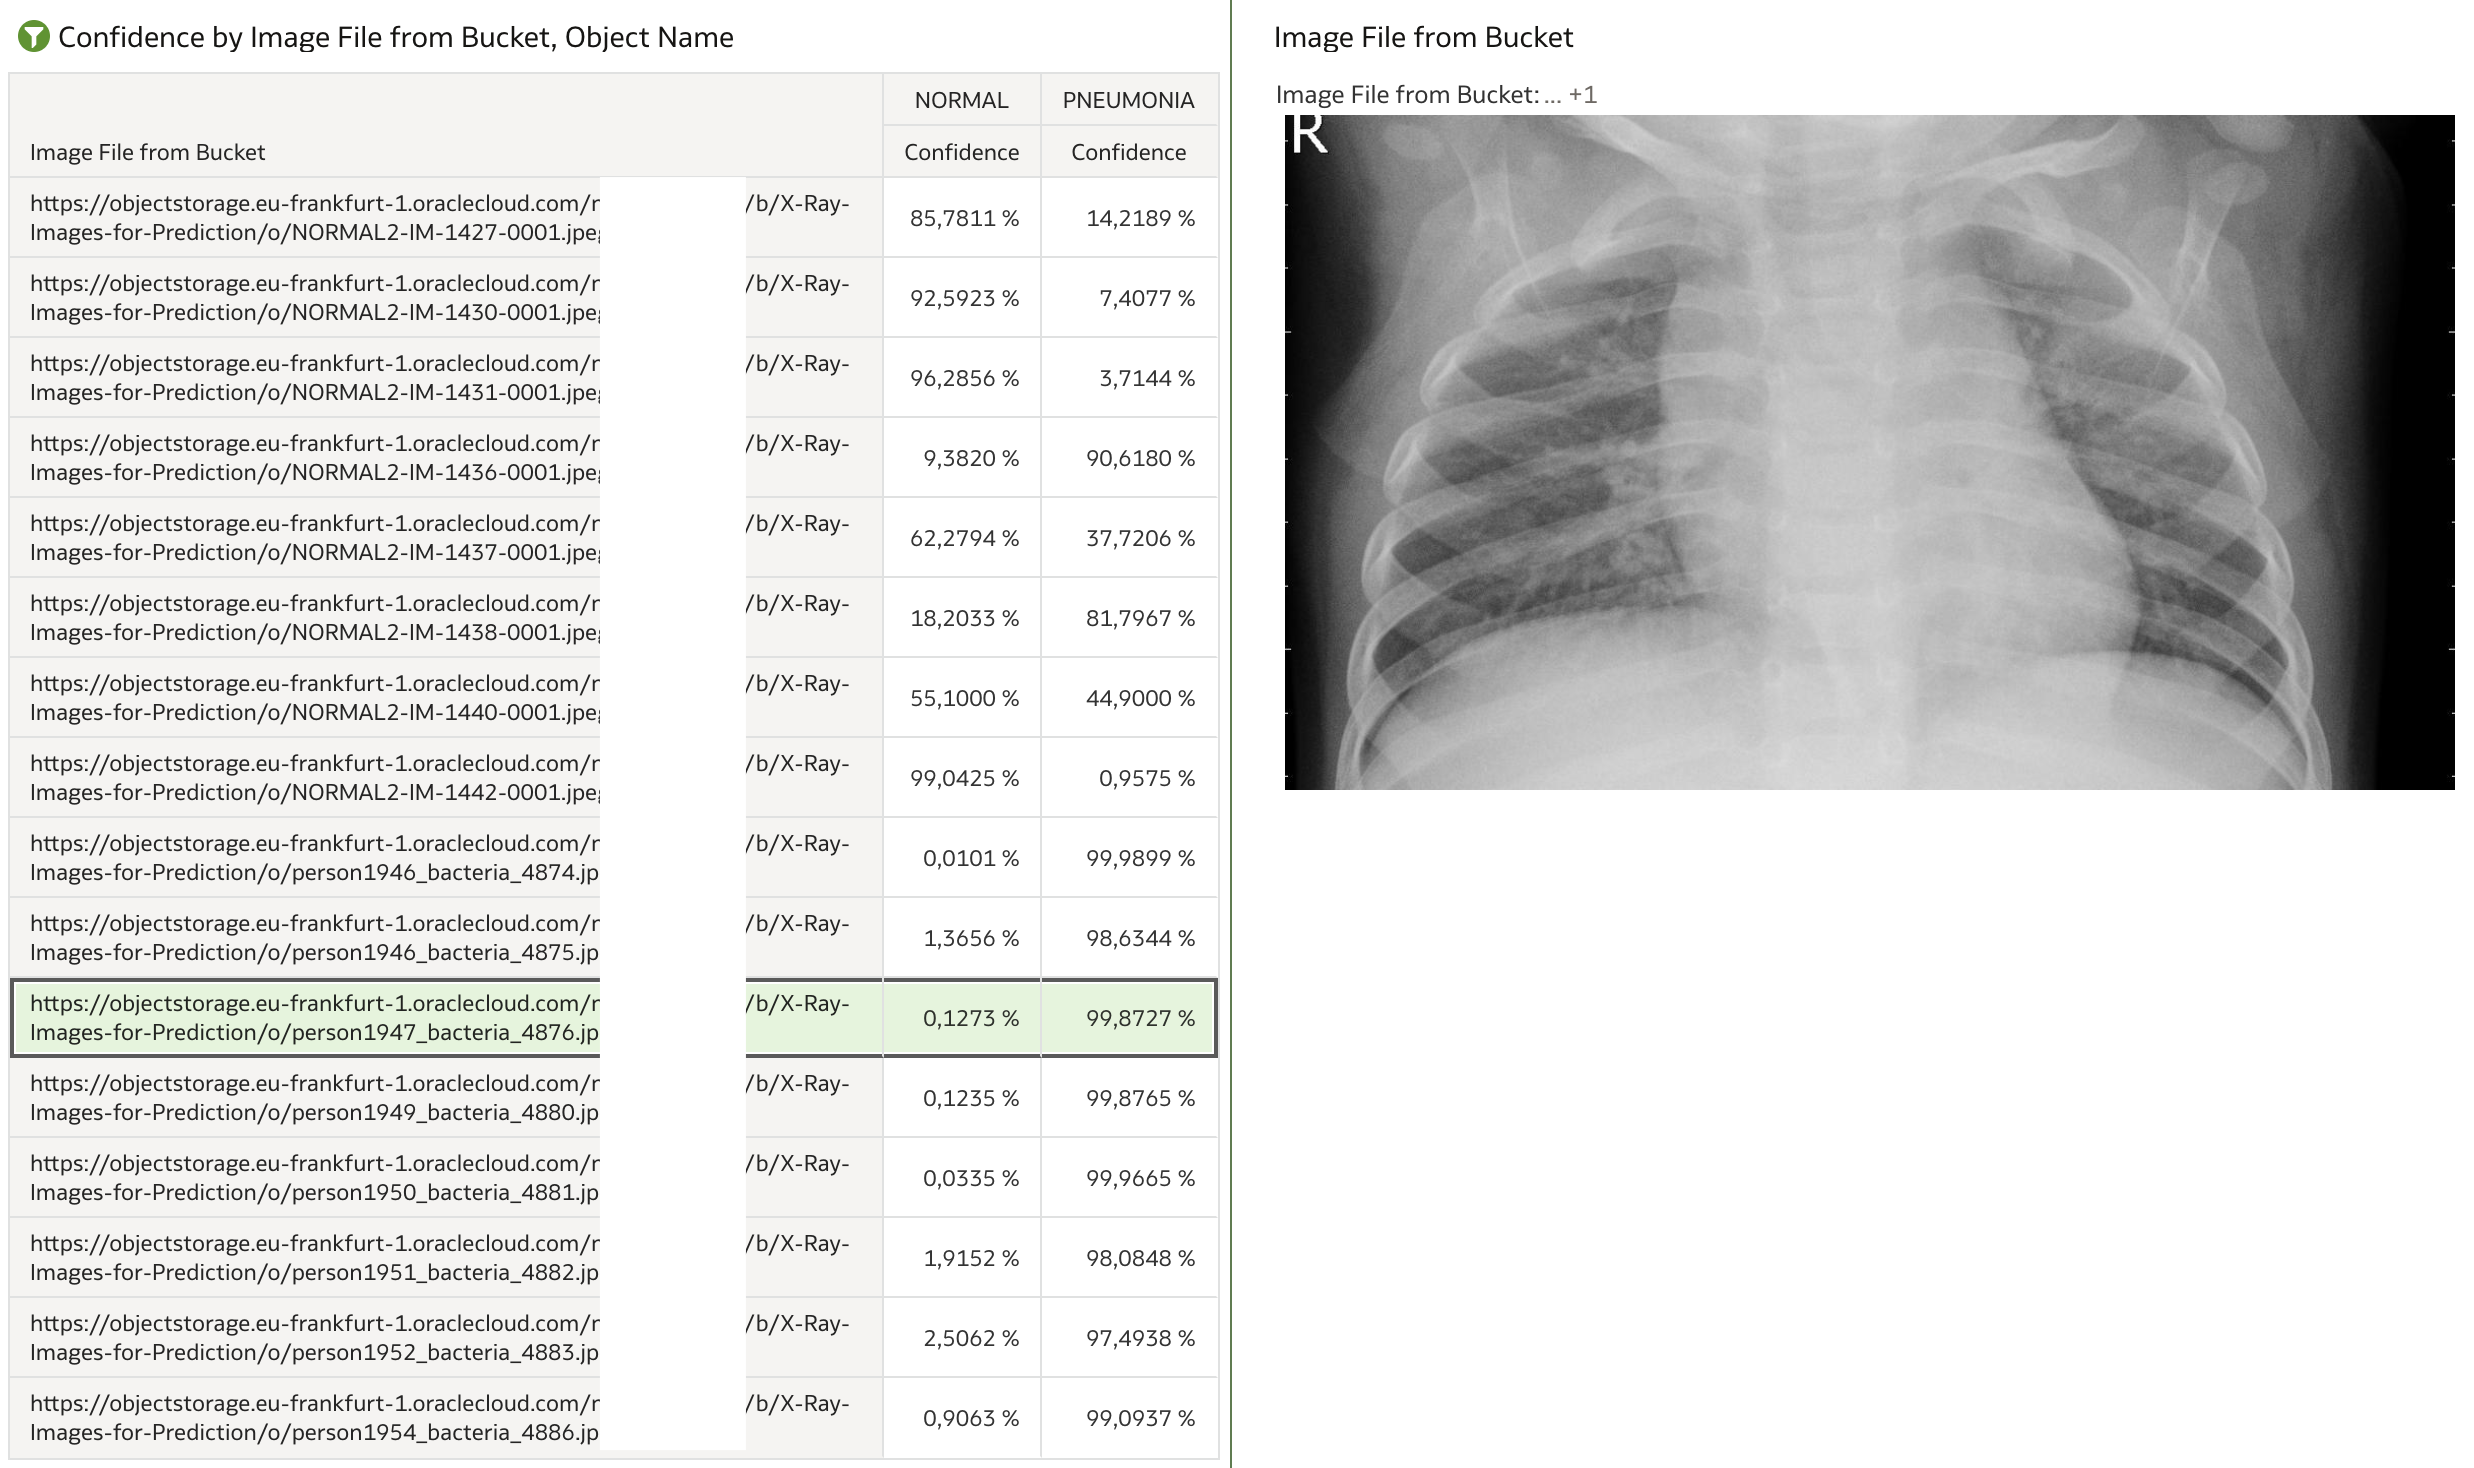 Confidence by Image File from Bucket, Object Name
NORMAL PNEUMONIA
Image File from Bucket Confidence Confidence
https://objectstorage.eu-frankfurt-1.oraclecloud.com/n /b/X-Ray-
Images-for-Prediction/o/NORMAL2-IM-1427-0001.jpeg
85,7811 % 14,2189 %
https://objectstorage.eu-frankfurt-1.oraclecloud.com/n /b/X-Ray-
Images-for-Prediction/o/NORMAL2-IM-1430-0001.jpeg
92,5923 % 7,4077 %
https://objectstorage.eu-frankfurt-1.oraclecloud.com/n /b/X-Ray-
Images-for-Prediction/o/NORMAL2-IM-1431-0001.jpeg
96,2856 % 3,7144 %
https://objectstorage.eu-frankfurt-1.oraclecloud.com/n /b/X-Ray-
Images-for-Prediction/o/NORMAL2-IM-1436-0001.jpeg
9,3820 % 90,6180 %
https://objectstorage.eu-frankfurt-1.oraclecloud.com/n /b/X-Ray-
Images-for-Prediction/o/NORMAL2-IM-1437-0001.jpeg
62,2794 % 37,7206 %
https://objectstorage.eu-frankfurt-1.oraclecloud.com/n /b/X-Ray-
Images-for-Prediction/o/NORMAL2-IM-1438-0001.jpeg
18,2033 % 81,7967 %
https://objectstorage.eu-frankfurt-1.oraclecloud.com/n /b/X-Ray-
Images-for-Prediction/o/NORMAL2-IM-1440-0001.jpeg
55,1000 % 44,9000 %
https://objectstorage.eu-frankfurt-1.oraclecloud.com/n /b/X-Ray-
Images-for-Prediction/o/NORMAL2-IM-1442-0001.jpeg
99,0425 % 0,9575 %
https://objectstorage.eu-frankfurt-1.oraclecloud.com/n /b/X-Ray-
Images-for-Prediction/o/person1946_bacteria_4874.jp
0,0101 % 99,9899 %
https://objectstorage.eu-frankfurt-1.oraclecloud.com/n /b/X-Ray-
Images-for-Prediction/o/person1946_bacteria_4875.jp
1,3656 % 98,6344 %
https://objectstorage.eu-frankfurt-1.oraclecloud.com/n /b/X-Ray-
Images-for-Prediction/o/person1947_bacteria_4876.jp
0,1273 % 99,8727 %
https://objectstorage.eu-frankfurt-1.oraclecloud.com/n /b/X-Ray-
Images-for-Prediction/o/person1949_bacteria_4880.jp
0,1235 % 99,8765 %
https://objectstorage.eu-frankfurt-1.oraclecloud.com/n /b/X-Ray-
Images-for-Prediction/o/person1950_bacteria_4881.jp
0,0335 % 99,9665 %
https://objectstorage.eu-frankfurt-1.oraclecloud.com/n /b/X-Ray-
Images-for-Prediction/o/person1951_bacteria_4882.jp
1,9152 % 98,0848 %
https://objectstorage.eu-frankfurt-1.oraclecloud.com/n /b/X-Ray-
Images-for-Prediction/o/person1952_bacteria_4883.jp
2,5062 % 97,4938 %
https://objectstorage.eu-frankfurt-1.oraclecloud.com/n /b/X-Ray-
Images-for-Prediction/o/person1954_bacteria_4886.jp
0,9063 % 99,0937 %
Image File from Bucket
Image File from Bucket: ... +1
R